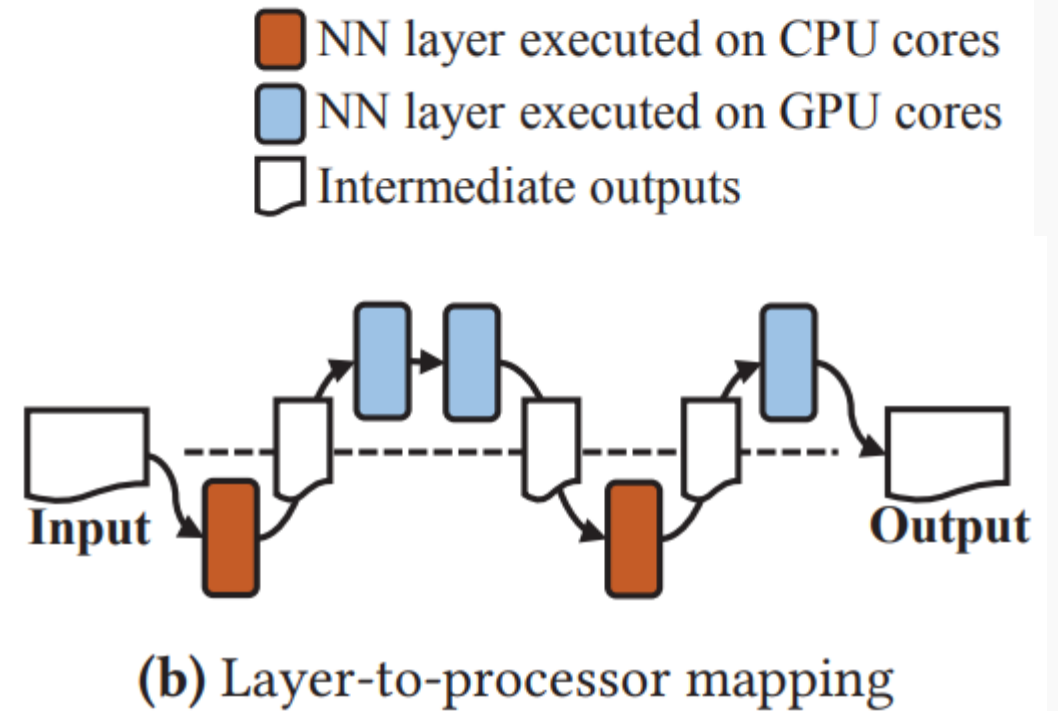 NN layer executed on CPU cores
NN layer executed on GPU cores
Intermediate outputs
Input
Output
(b) Layer-to-processor mapping